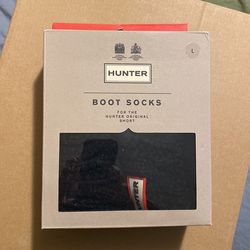 L
HUNTER
BOOT SOCKS
FOR THE
HUNTER ORIGINAL
SHORT
HUNTER